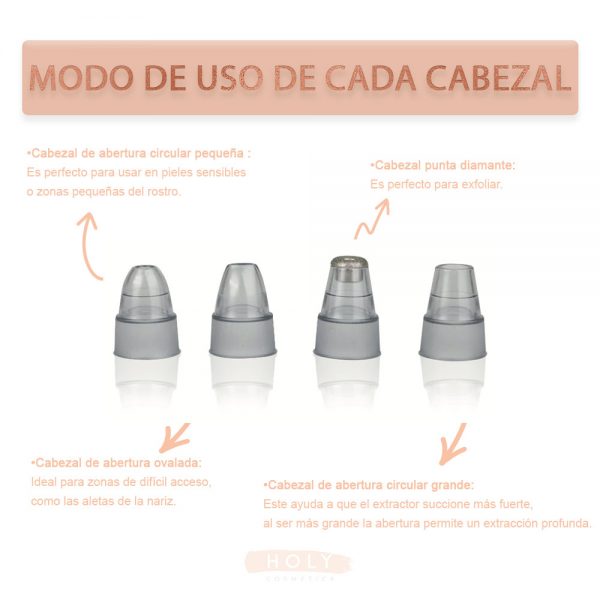 MODO DE USO DE CADA CABEZAL
•Cabezal de abertura circular pequeña :
Es perfecto para usar en pieles sensibles
o zonas pequeñas del rostro.
•Cabezal punta diamante:
Es perfecto para exfoliar.
•Cabezal de abertura ovalada:
Ideal para zonas de difícil acceso,
como las aletas de la nariz.
•Cabezal de abertura circular grande:
Este ayuda a que el extractor succione más fuerte,
al ser más grande la abertura permite un extracción profunda.
HOLY
COSMETICS